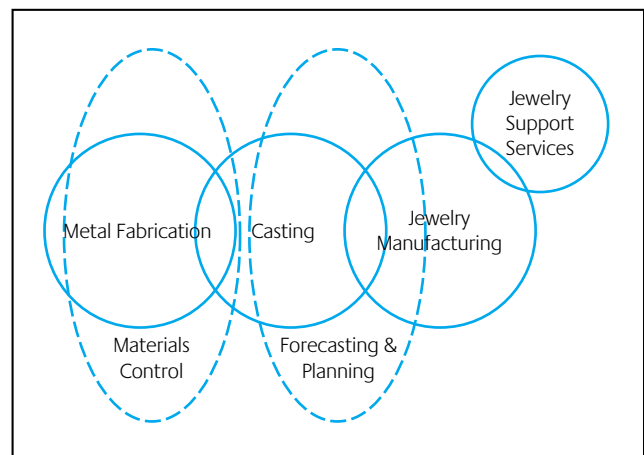 Jewelry
Support
Services
Metal Fabrication
Casting
Jewelry
Manufacturing
Materials
Control
Forecasting &
Planning